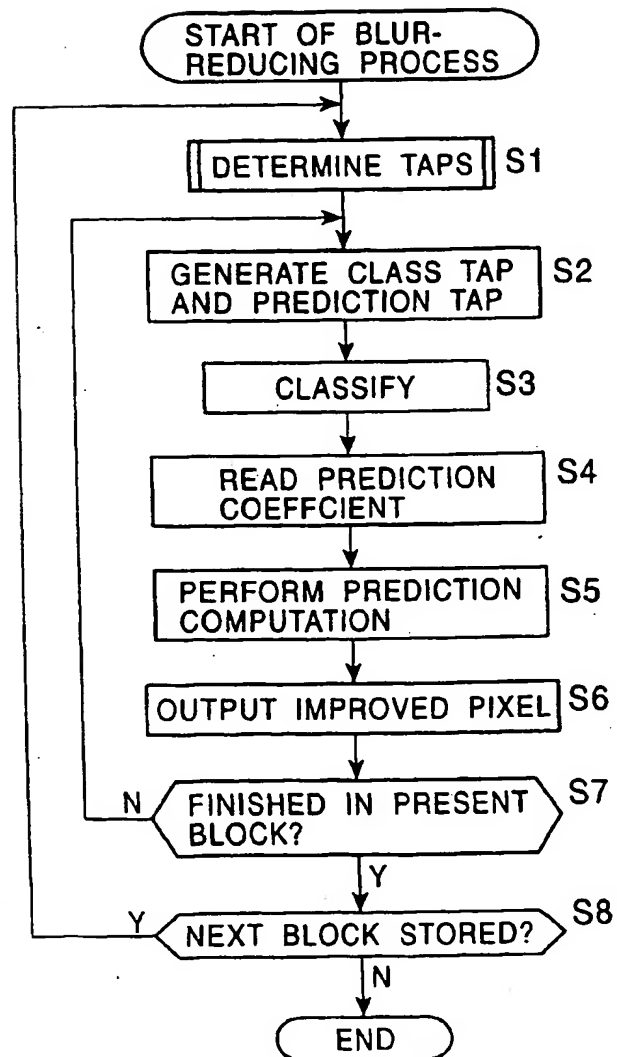 START OF BLUR-
REDUCING PROCESS
DETERMINE TAPS S1
GENERATE CLASS TAP S2
AND PREDICTION TAP
CLASSIFY S3
READ PREDICTION S4
COEFFCIENT
PERFORM PREDICTION S5
COMPUTATION
OUTPUT IMPROVED PIXEL S6
N FINISHED IN PRESENT S7
BLOCK?
Y
Y NEXT BLOCK STORED? S8
N
END